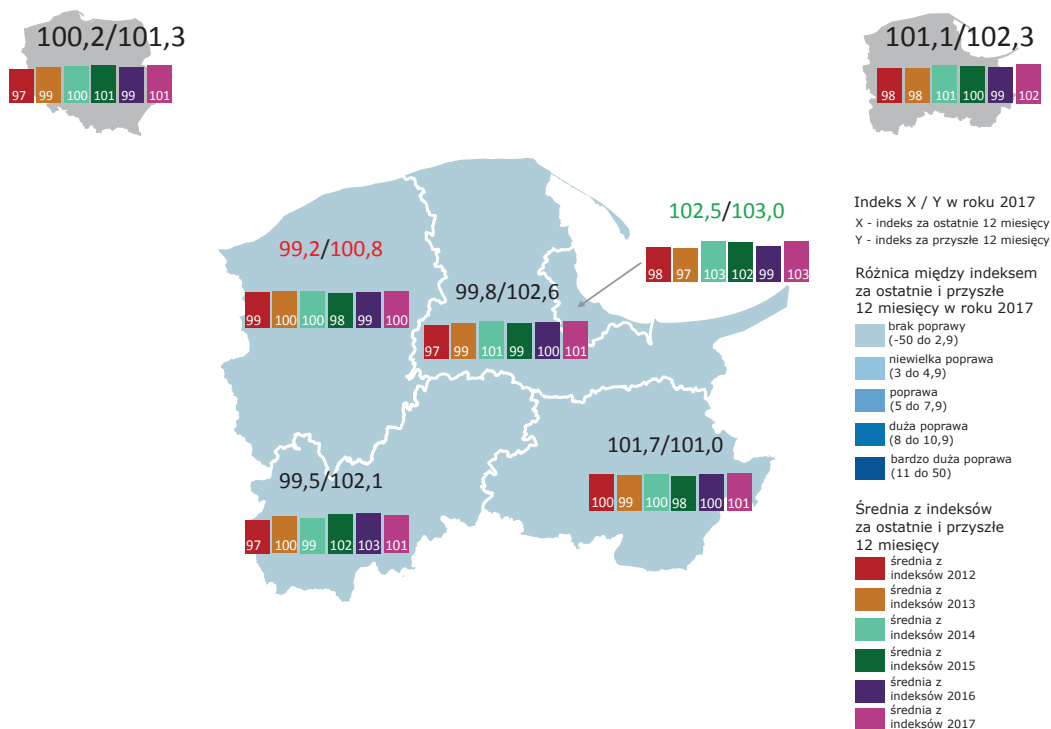 100,2/101,3
97 99 100 101 99 101
101,1/102,3
98 98 101 100 99 102
102,5/103,0
98 97 103 102 99 103
99,2/100,8
99 100 100 98 99 100
99,8/102,6
97 99 101 99 100 101
101,7/101,0
100 99 100 98 100 101
99,5/102,1
97 100 99 102 103 101
Indeks X / Y w roku 2017
X - indeks za ostatnie 12 miesięcy
Y - indeks za przyszłe 12 miesięcy
Różnica między indeksem
za ostatnie i przyszłe
12 miesięcy w roku 2017
brak poprawy
(-50 do 2,9)
niewielka poprawa
(3 do 4,9)
poprawa
(5 do 7,9)
duża poprawa
(8 do 10,9)
bardzo duża poprawa
(11 do 50)
Średnia z indeksów
za ostatnie i przyszłe
12 miesięcy
średnia z
indeksów 2012
średnia z
indeksów 2013
średnia z
indeksów 2014
średnia z
indeksów 2015
średnia z
indeksów 2016
średnia z
indeksów 2017